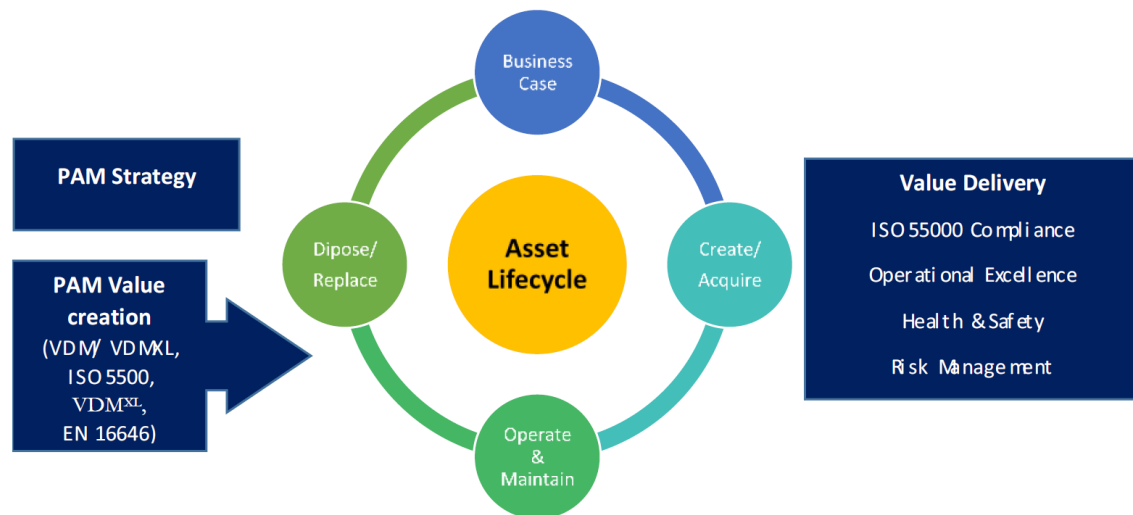 PAM Strategy
PAM Value
creation
(VDM/ VDMXL,
ISO 5500,
VDMXL,
EN 16646)
Business
Case
Dipose/
Replace
Asset
Lifecycle
Create/
Acquire
Operate
&
Maintain
Value Delivery
ISO 55000 Compliance
Operational Excellence
Health & Safety
Risk Management